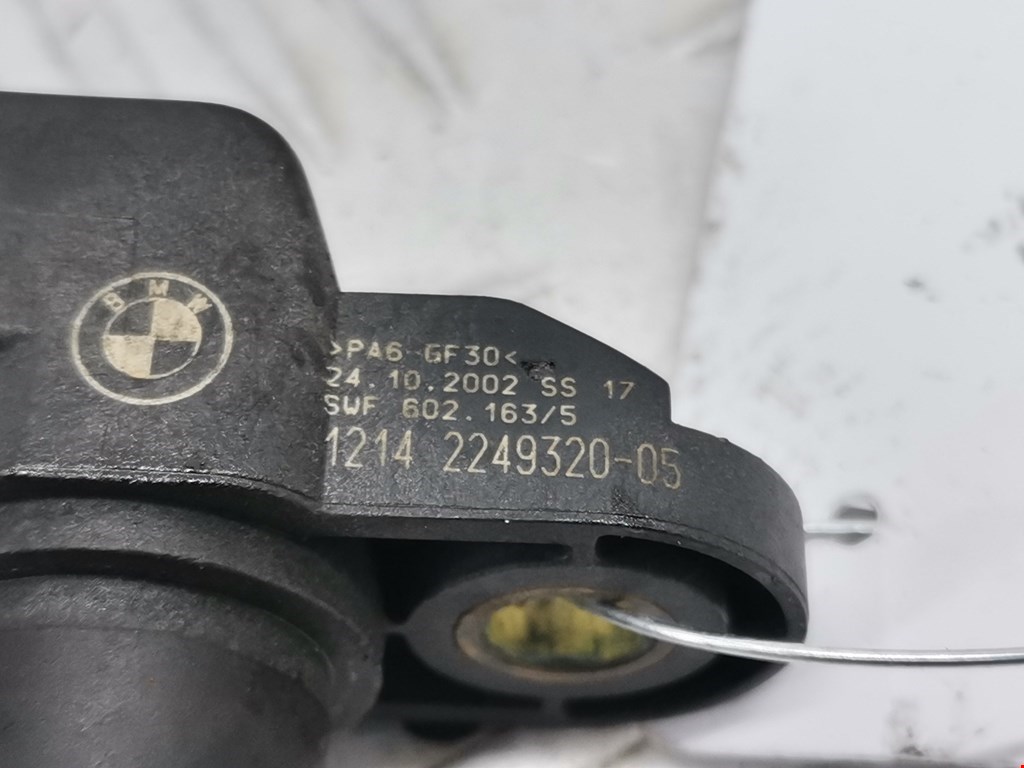 BMW
>PA6 GF30<
24.10.2002 SS 17
SWF 602.163/5
1214 2249320-05